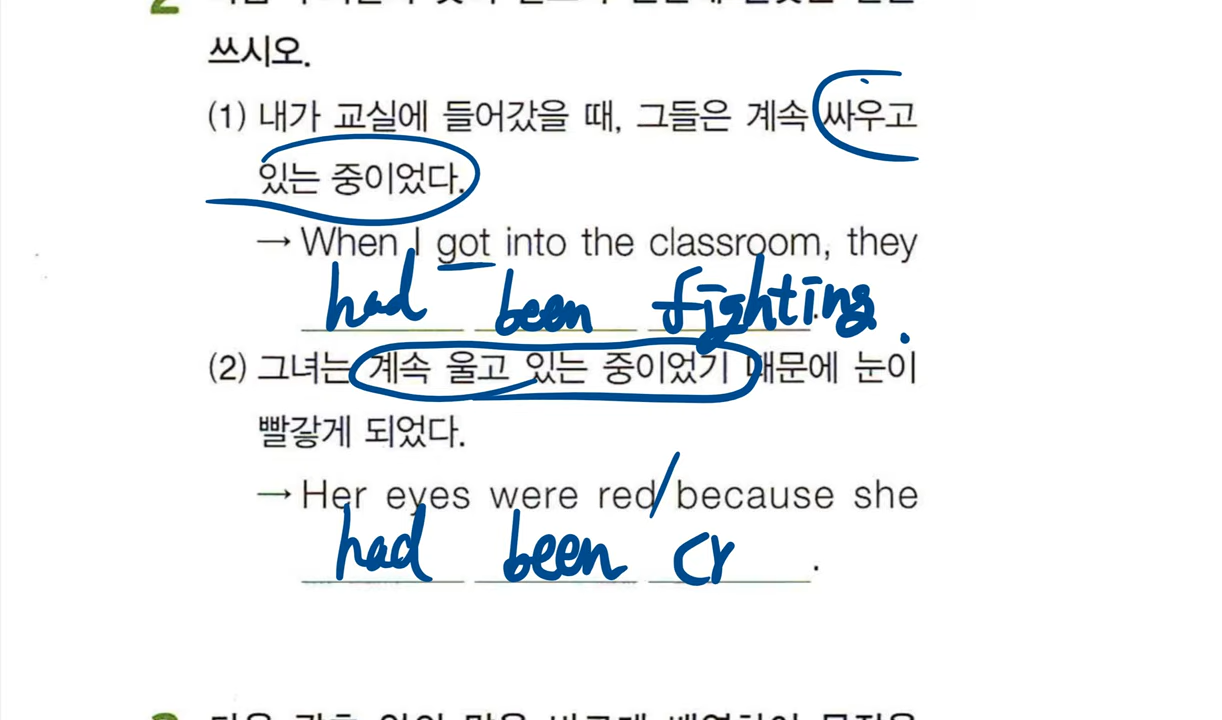 쓰시오.
(1) 내가 교실에 들어갔을 때, 그들은 계속 싸우고
있는 중이었다.
→ When I got into the classroom, they
had been fighting.
(2) 그녀는 계속 울고 있는 중이었기 때문에 눈이
빨갛게 되었다.
→ Her eyes were red because she
had been cr .